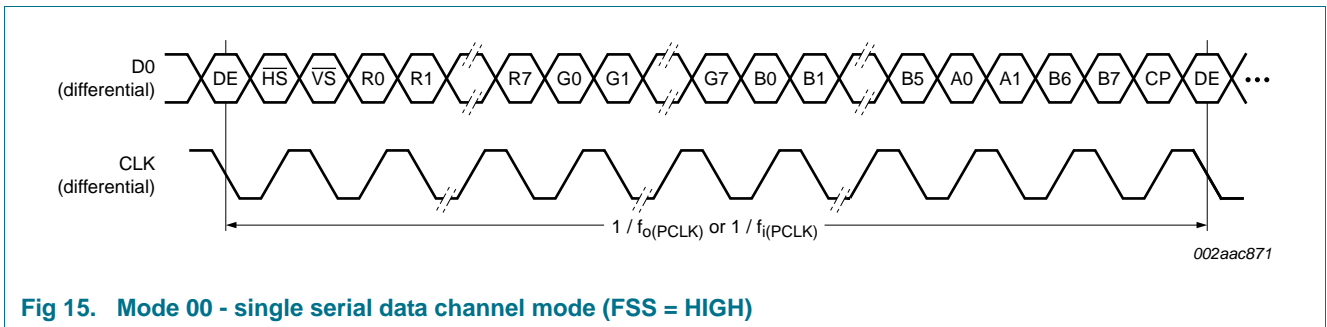 D0
(differential)
DE HS VS R0 R1 R7 G0 G1 G7 B0 B1 B5 A0 A1 B6 B7 CP DE •••
CLK
(differential)
1 / fo(PCLK) or 1 / fi(PCLK)
002aac871
Fig 15. Mode 00 - single serial data channel mode (FSS = HIGH)